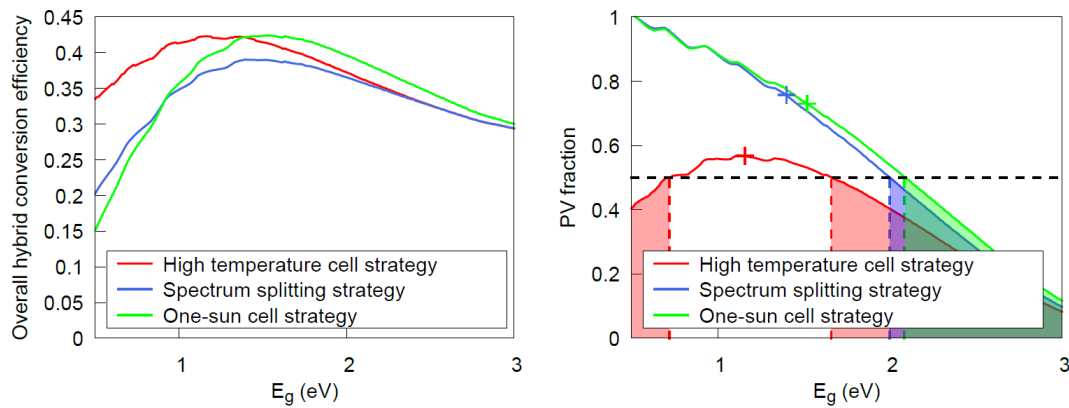 Overall hybrid conversion efficiency
0.45
0.4
0.35
0.3
0.25
0.2
0.15
0.1
0.05
0
High temperature cell strategy
Spectrum splitting strategy
One-sun cell strategy
1
2
3
Eg (eV)
PV fraction
1
0.8
0.6
0.4
0.2
0
High temperature cell strategy
Spectrum splitting strategy
One-sun cell strategy
1
2
3
Eg (eV)